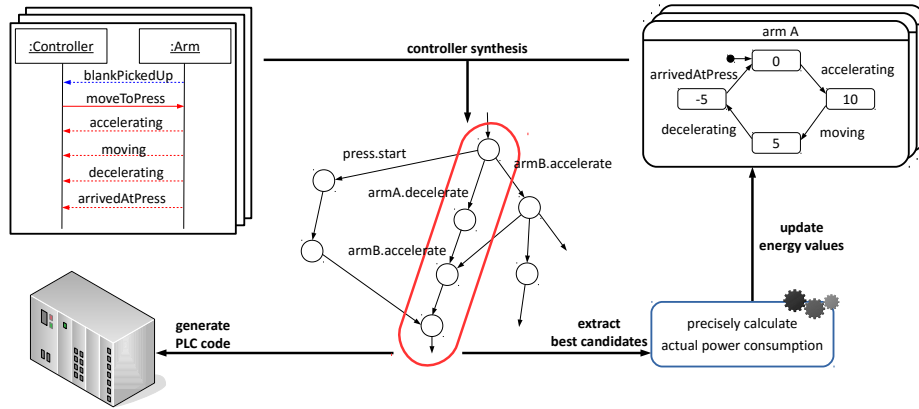 :Controller
:Arm
blankPickedUp
moveToPress
accelerating
moving
decelerating
arrivedAtPress
controller synthesis
arm A
0
arrivedAtPress
accelerating
-5
10
decelerating
moving
5
press.start
armB.accelerate
armA.decelerate
armB.accelerate
update
energy values
generate
PLC code
extract
best candidates
precisely calculate
actual power consumption